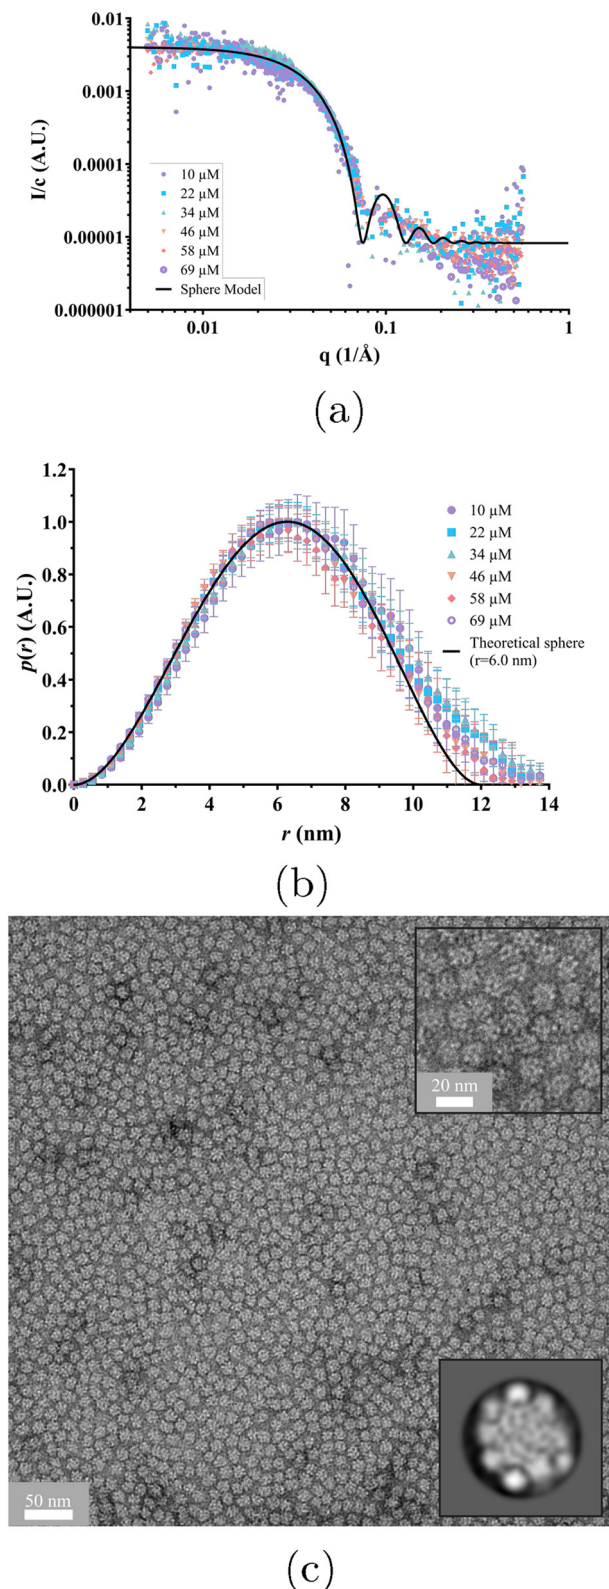 0.01
0.001
0.0001
0.00001
0.000001
I/c (A.U.)
10 µM
22 µM
34 µM
46 µM
58 µM
69 µM
Sphere Model
0.01
0.1
1
q (1/Å)
(a)
1.2
1.0
0.8
0.6
0.4
0.2
0.0
p(r) (A.U.)
10 µM
22 µM
34 µM
46 µM
58 µM
69 µM
Theoretical sphere
(r=6.0 nm)
0 2 4 6 8 10 12 14
r (nm)
(b)
20 nm
50 nm
(c)